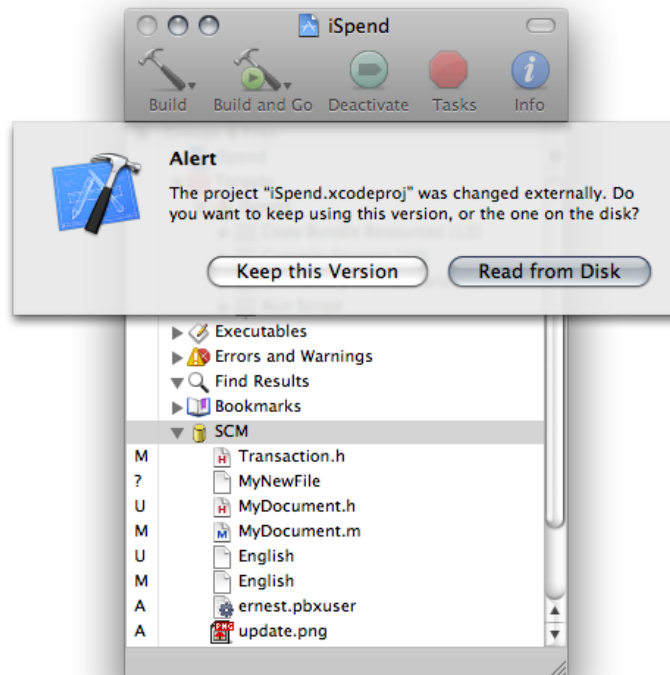 iSpend
Build Build and Go Deactivate Tasks Info
Alert
The project “iSpend.xcodeproj” was changed externally. Do
you want to keep using this version, or the one on the disk?
Keep this Version Read from Disk
Executables
Errors and Warnings
Find Results
Bookmarks
SCM
M Transaction.h
? MyNewFile
U MyDocument.h
M MyDocument.m
U English
M English
A ernest.pbxuser
A update.png